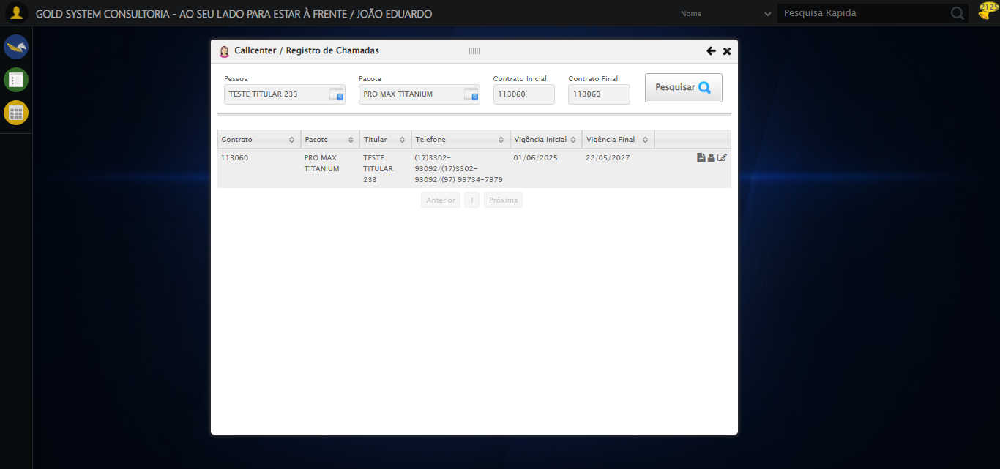 GOLD SYSTEM CONSULTORIA - AO SEU LADO PARA ESTAR À FRENTE / JOÃO EDUARDO
Nome
Pesquisa Rapida
2125
Callcenter / Registro de Chamadas
Pessoa Pacote Contrato Inicial Contrato Final
TESTE TITULAR 233 PRO MAX TITANIUM 113060 113060 Pesquisar
Contrato Pacote Titular Telefone Vigência Inicial Vigência Final
113060 PRO MAX TESTE (17)3302- 01/06/2025 22/05/2027
TITANIUM TITULAR 93092/(17)3302-
233 93092/(97) 99734-7979
Anterior 1 Próxima